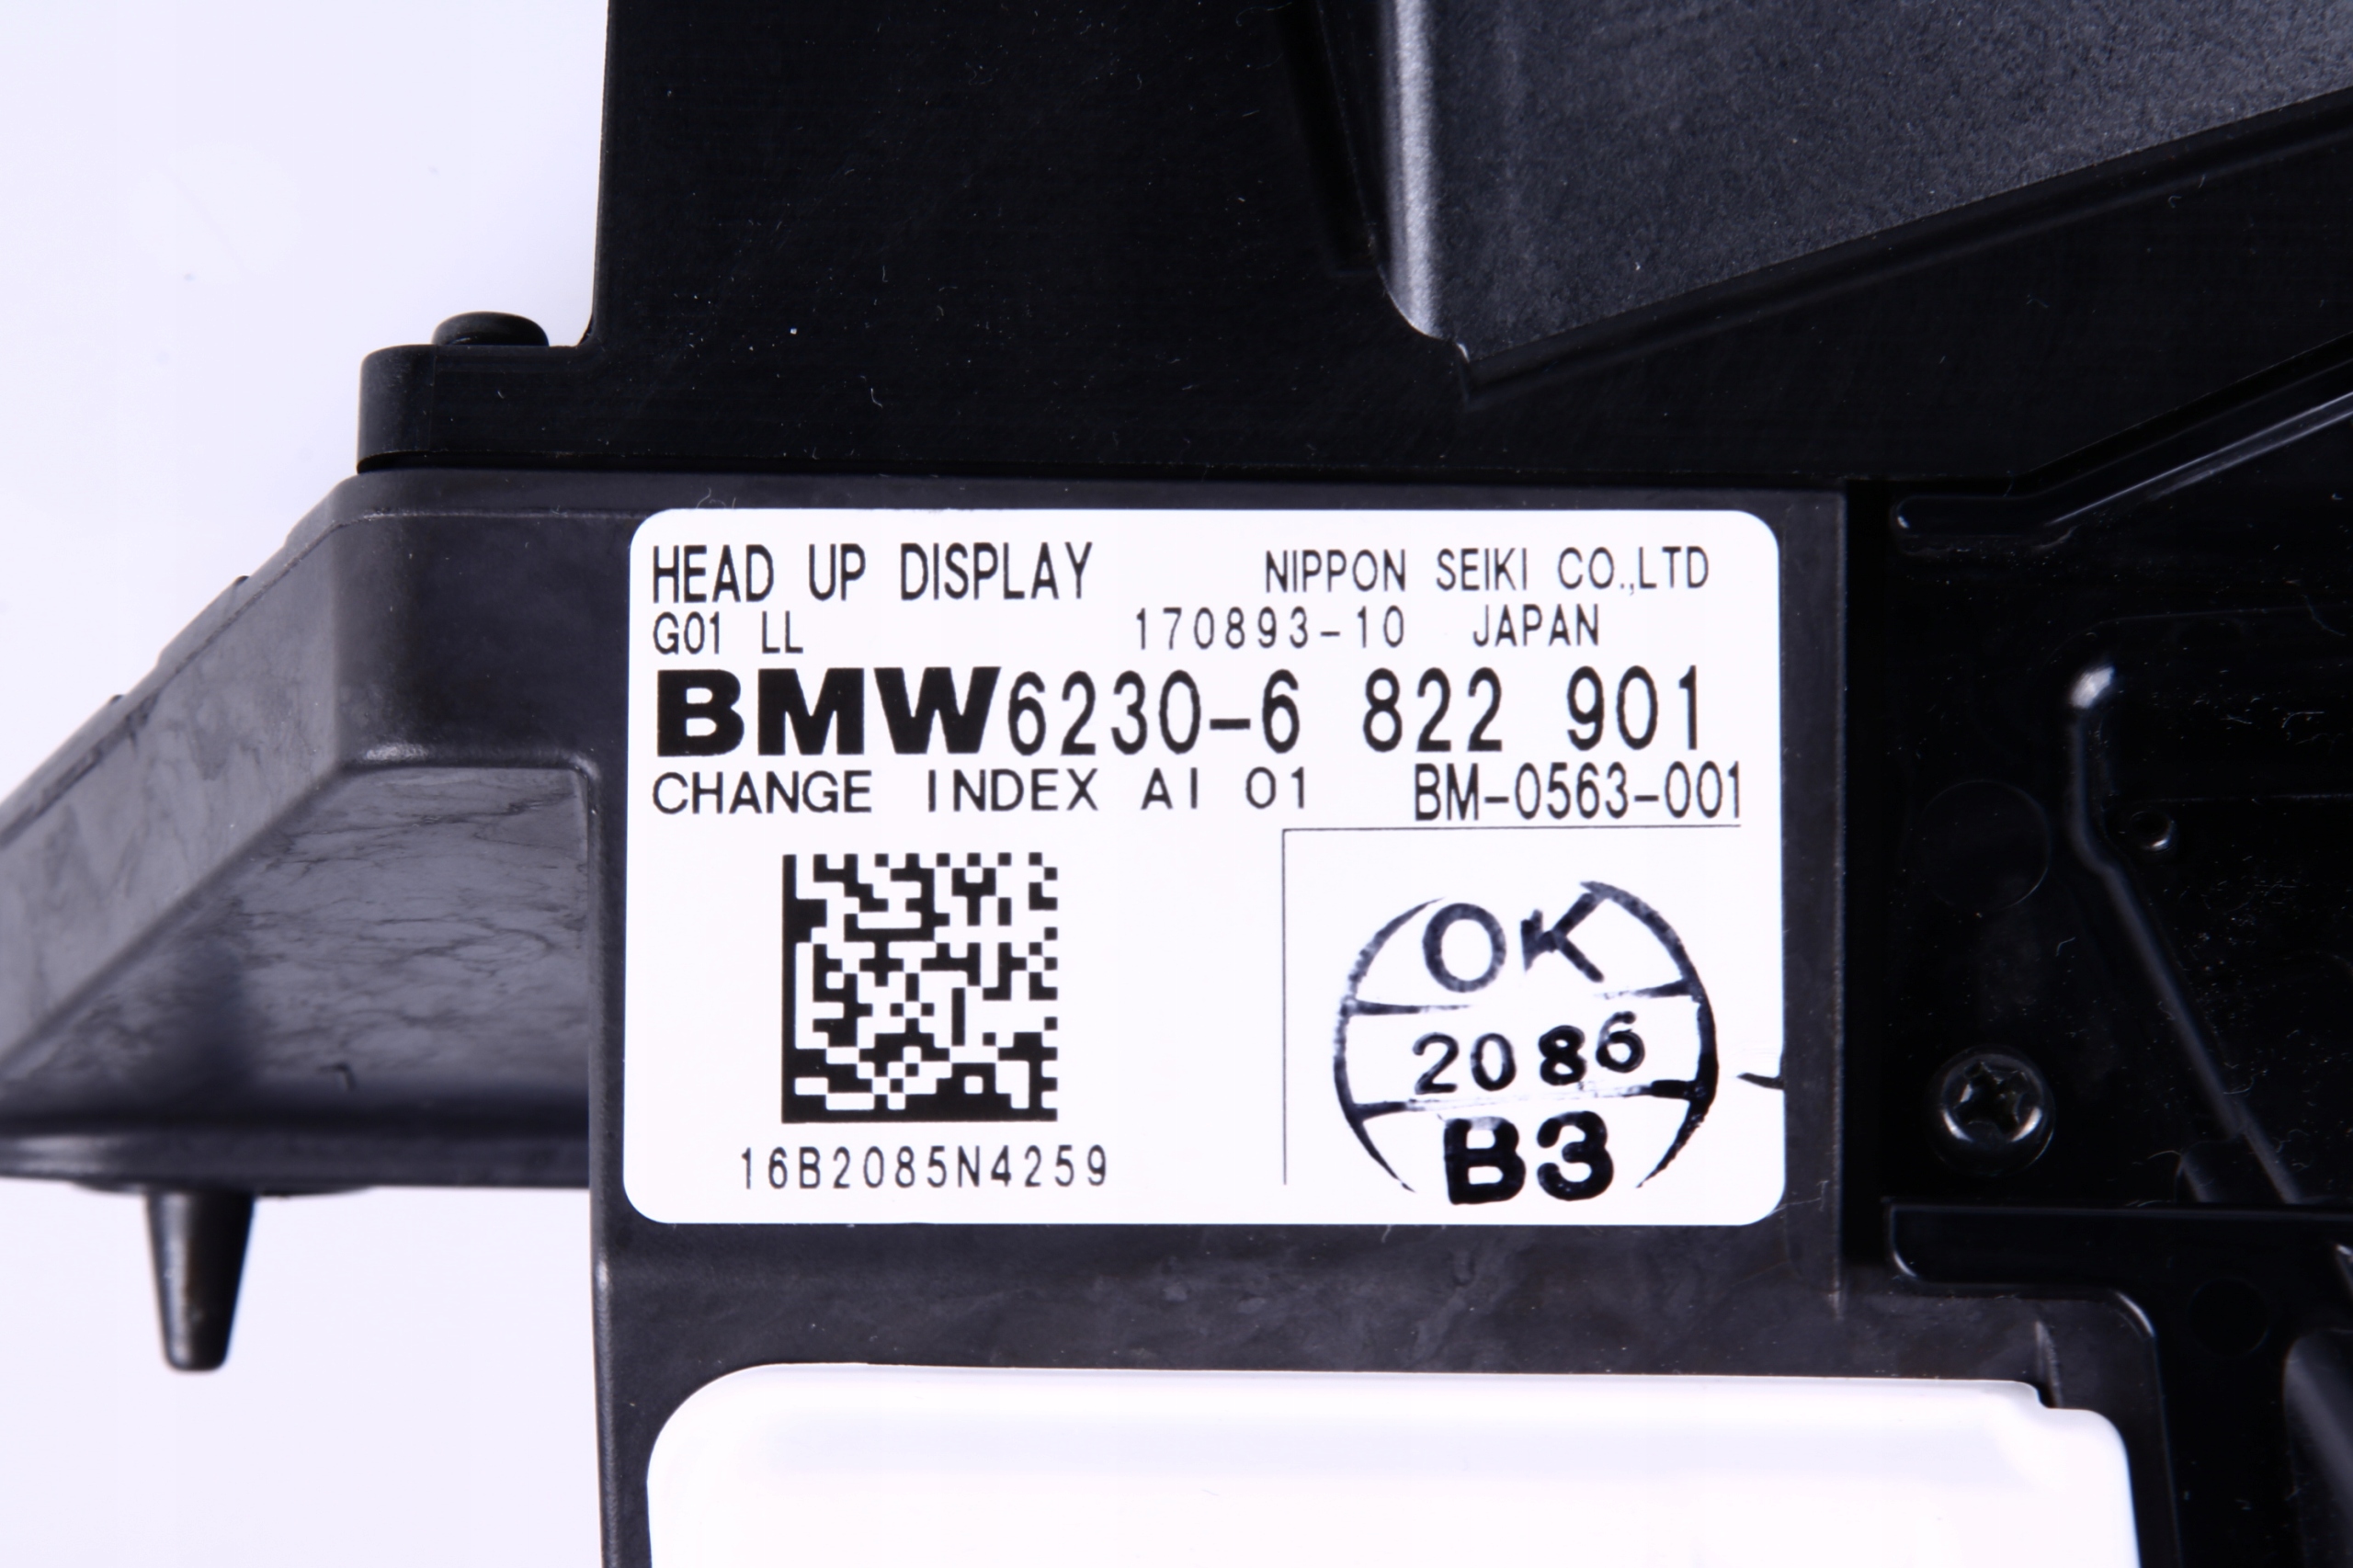 HEAD UP DISPLAY NIPPON SEIKI CO.,LTD
G01 LL 170893-10 JAPAN
BMW6230-6 822 901
CHANGE INDEX AI 01 BM-0563-001
OK
2086
B3
16B2085N4259